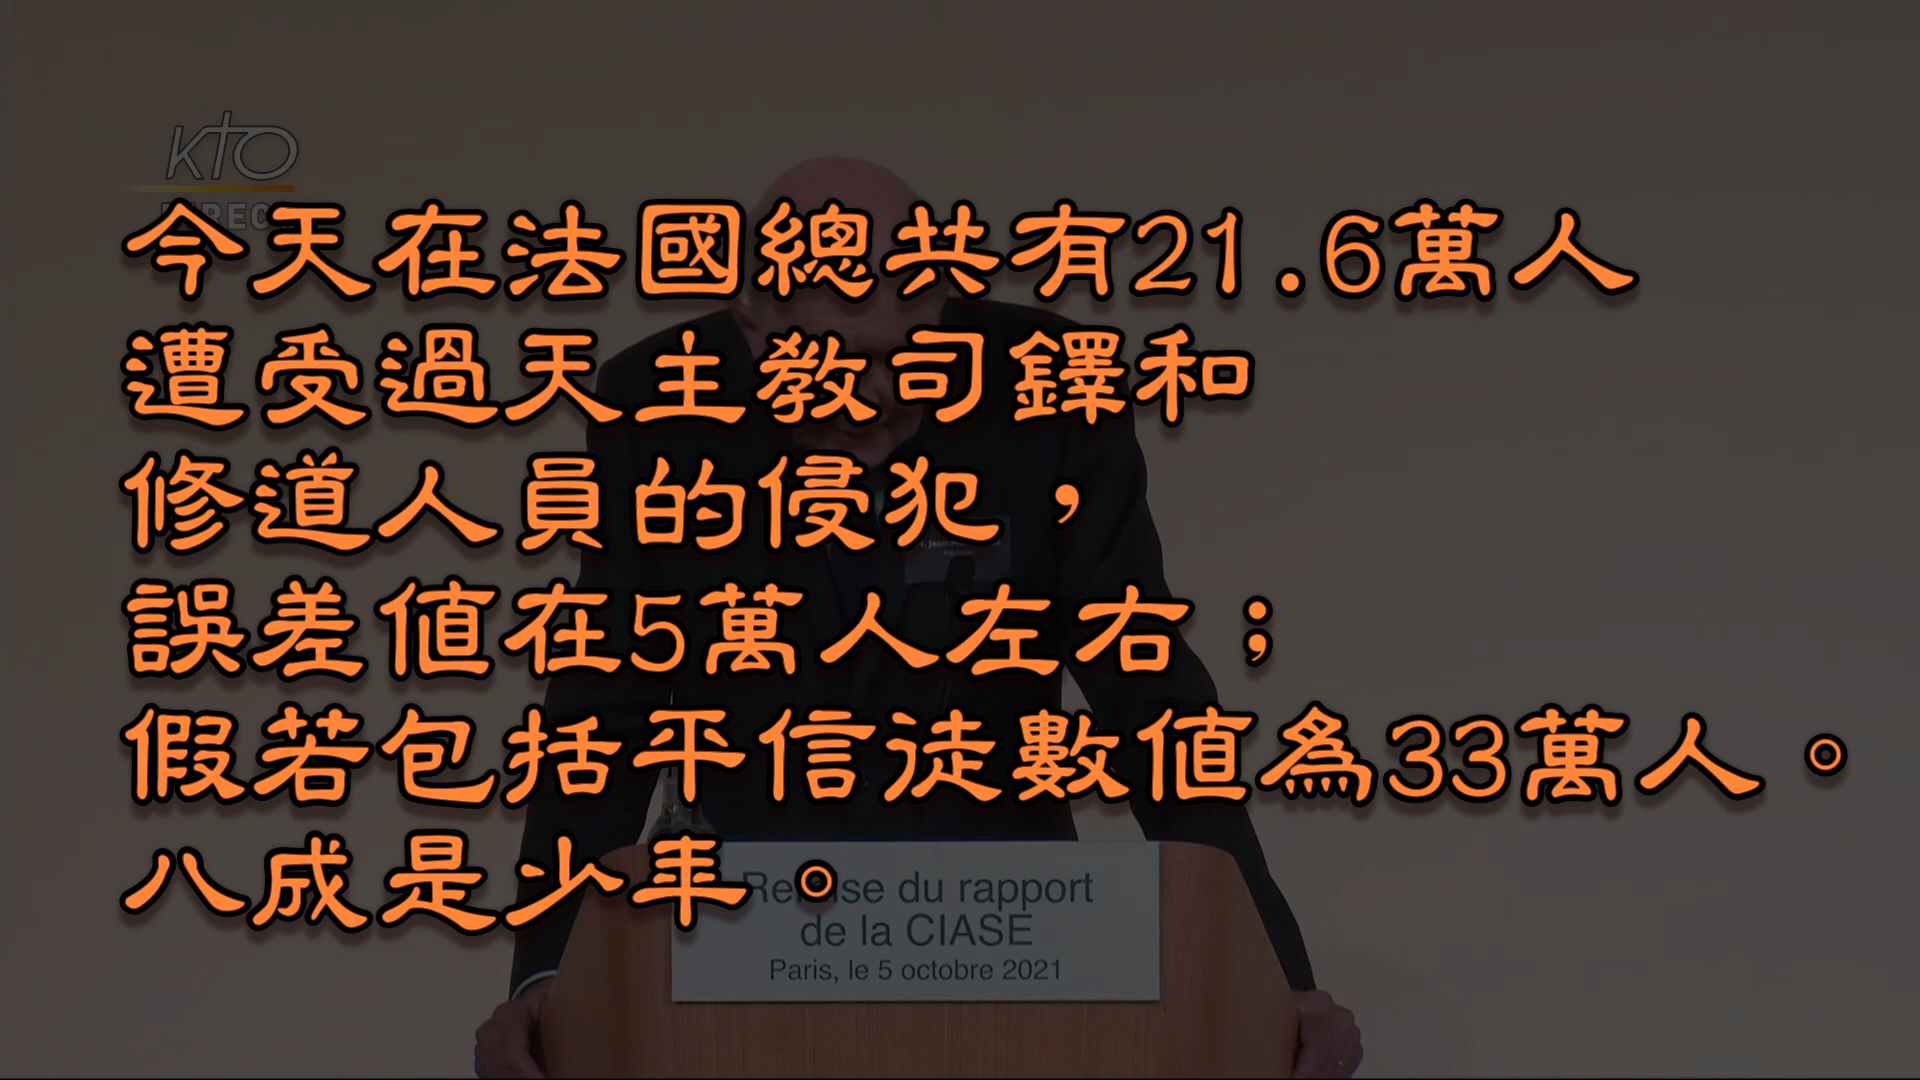 KTO
DIRECT
今天在法國總共有21.6萬人
遭受過天主教司鐸和
修道人員的侵犯，
誤差值在5萬人左右；
假若包括平信徒數值為33萬人。
八成是少年。
Remise du rapport
de la CIASE
Paris, le 5 octobre 2021